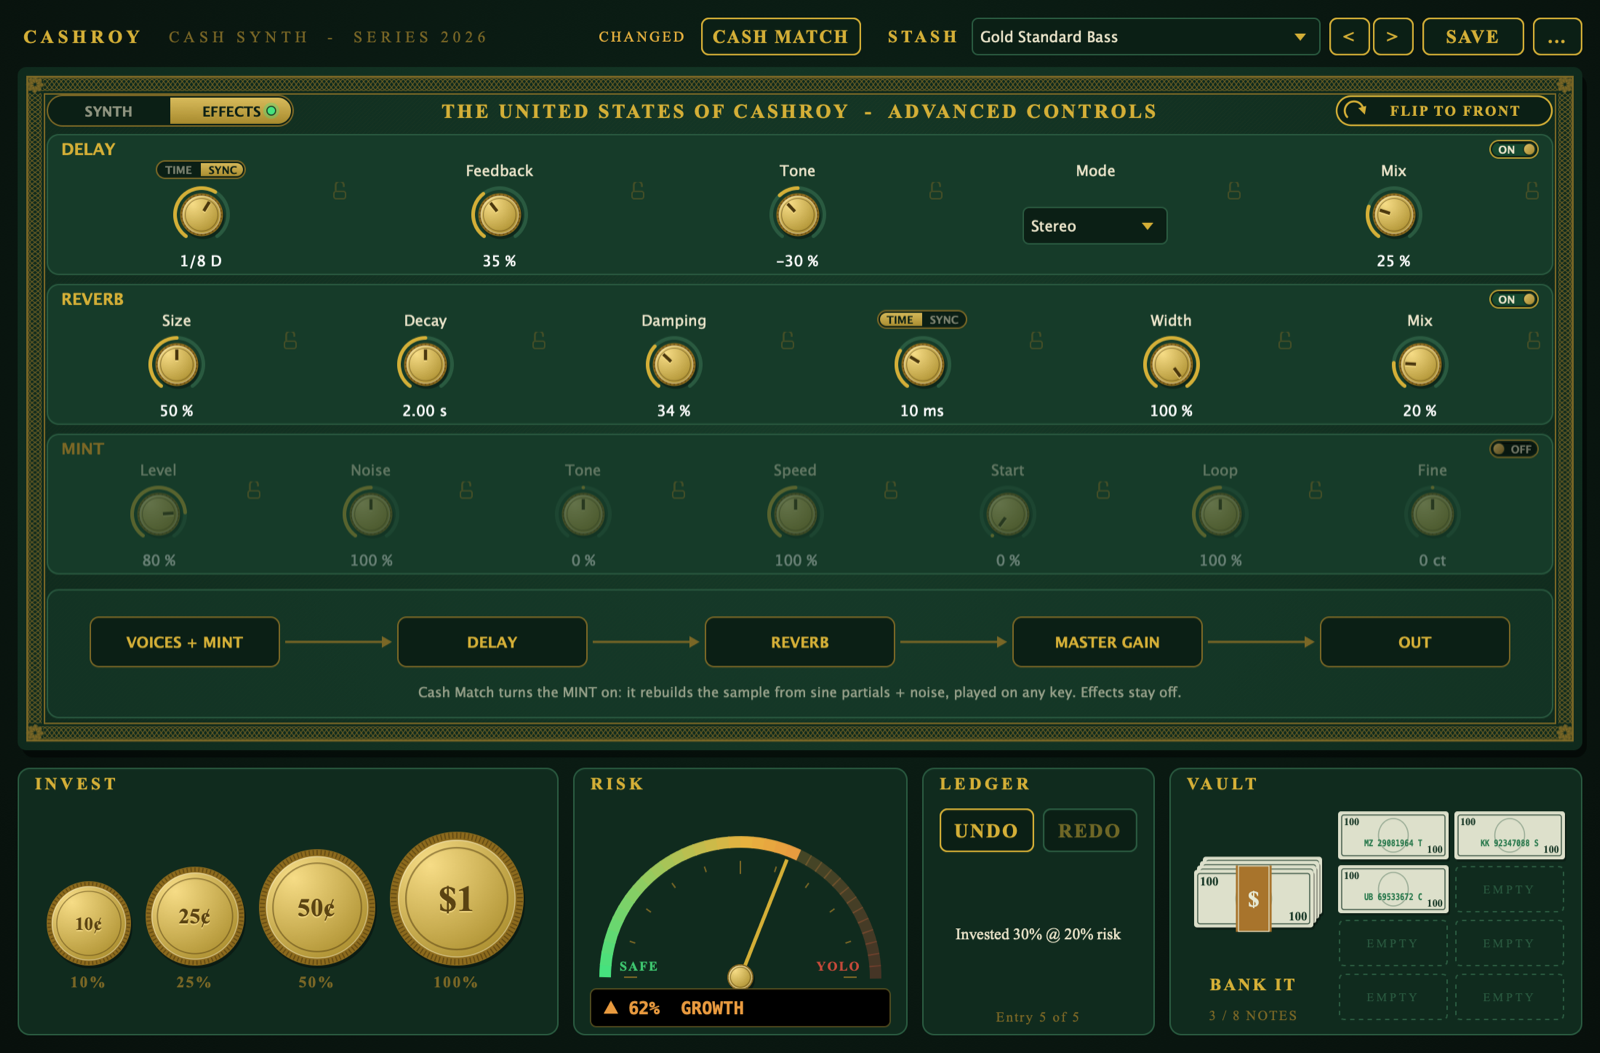 CASHROY CASH SYNTH - SERIES 2026 CHANGED CASH MATCH STASH Gold Standard Bass < > SAVE ...
SYNTH EFFECTS THE UNITED STATES OF CASHROY - ADVANCED CONTROLS FLIP TO FRONT
DELAY ON
TIME SYNC Feedback Tone Mode Mix
Stereo
1/8 D 35 % -30 % 25 %
REVERB ON
Size Decay Damping TIME SYNC Width Mix
50 % 2.00 s 34 % 10 ms 100 % 20 %
MINT OFF
Level Noise Tone Speed Start Loop Fine
80 % 100 % 0 % 100 % 0 % 100 % 0 ct
VOICES + MINT DELAY REVERB MASTER GAIN OUT
Cash Match turns the MINT on: it rebuilds the sample from sine partials + noise, played on any key. Effects stay off.
INVEST
10¢ 25¢ 50¢ $1
10% 25% 50% 100%
RISK
SAFE YOLO
62% GROWTH
LEDGER
UNDO REDO
Invested 30% @ 20% risk
Entry 5 of 5
VAULT
100 $ 100
BANK IT
3 / 8 NOTES
100 MZ 29081964 T 100
100 KK 92347088 S 100
100 UB 69533672 C 100
EMPTY
EMPTY EMPTY
EMPTY EMPTY